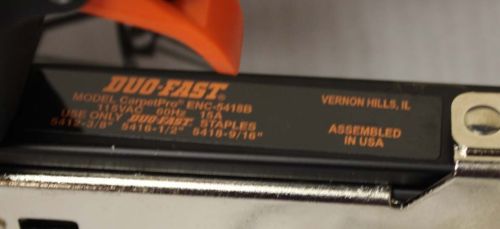 DUO-FAST®
MODEL CarpetPro® ENC-5418B
115VAC 60Hz 15A
USE ONLY DUO-FAST® STAPLES
5412-3/8" 5416-1/2" 5418-9/16"
VERNON HILLS, IL
ASSEMBLED
IN USA